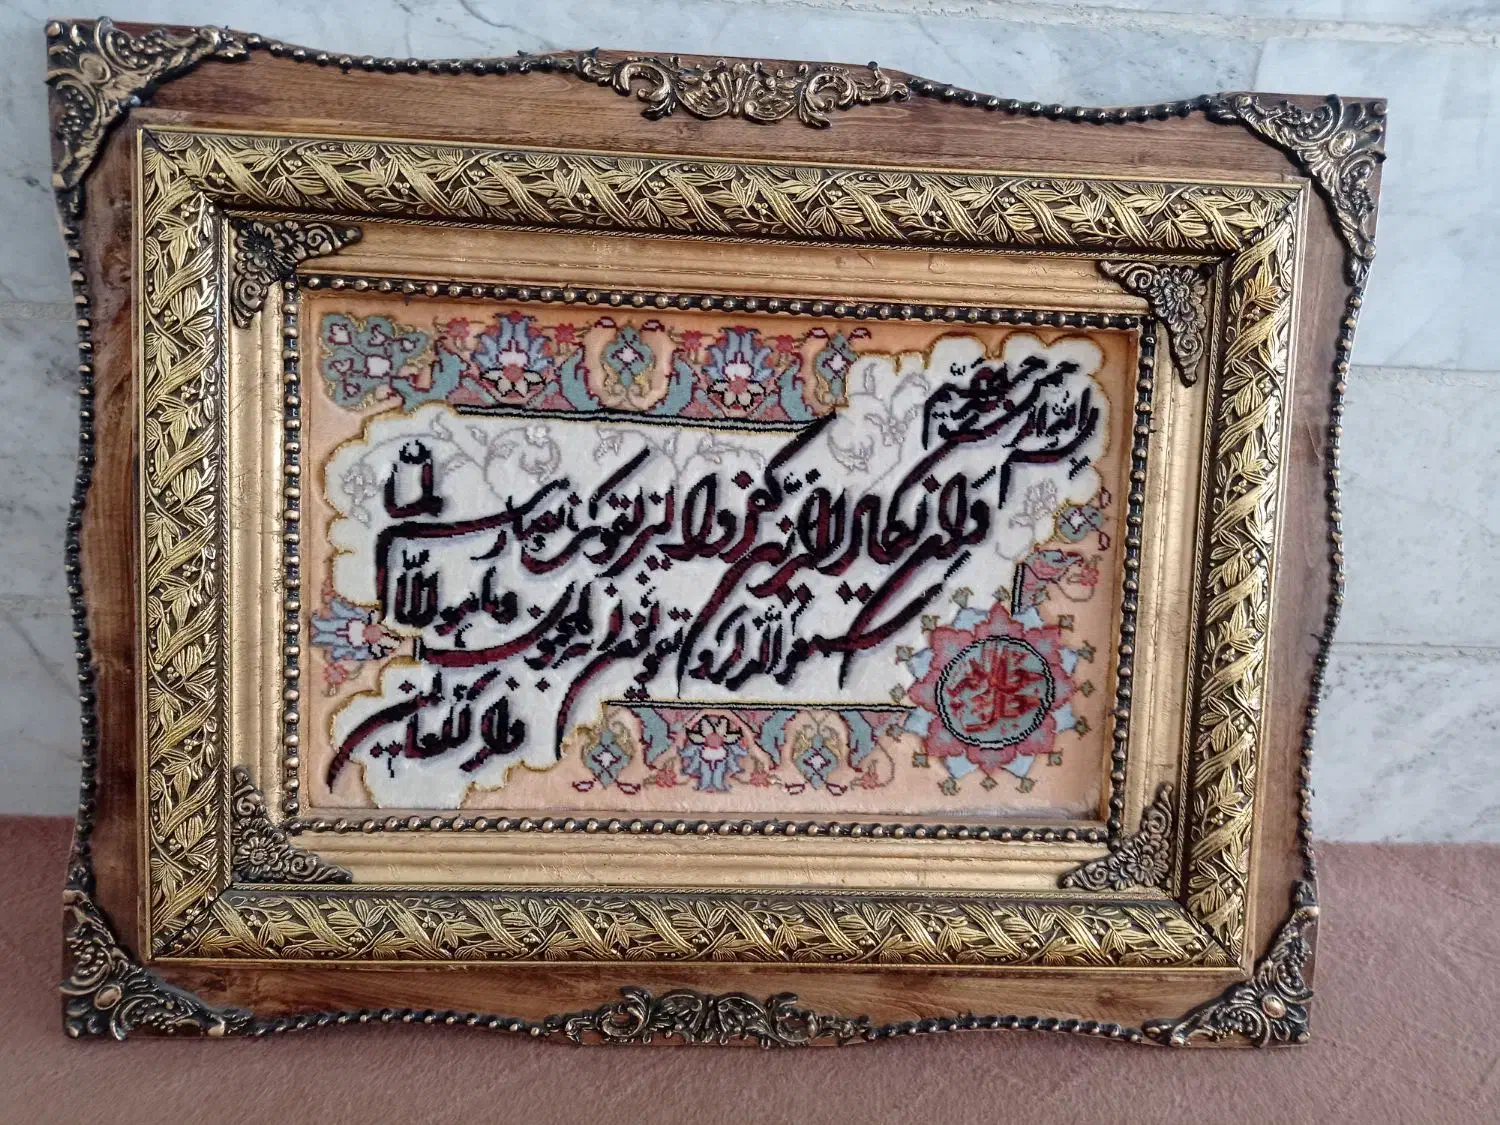 بسم الله الرحمن الرحیم
وان یکاد الذین کفروا لیزلقونک بابصارهم لما
سمعوا الذکر و یقولون انه لمجنون و ما هو الا
ذکر للعالمین